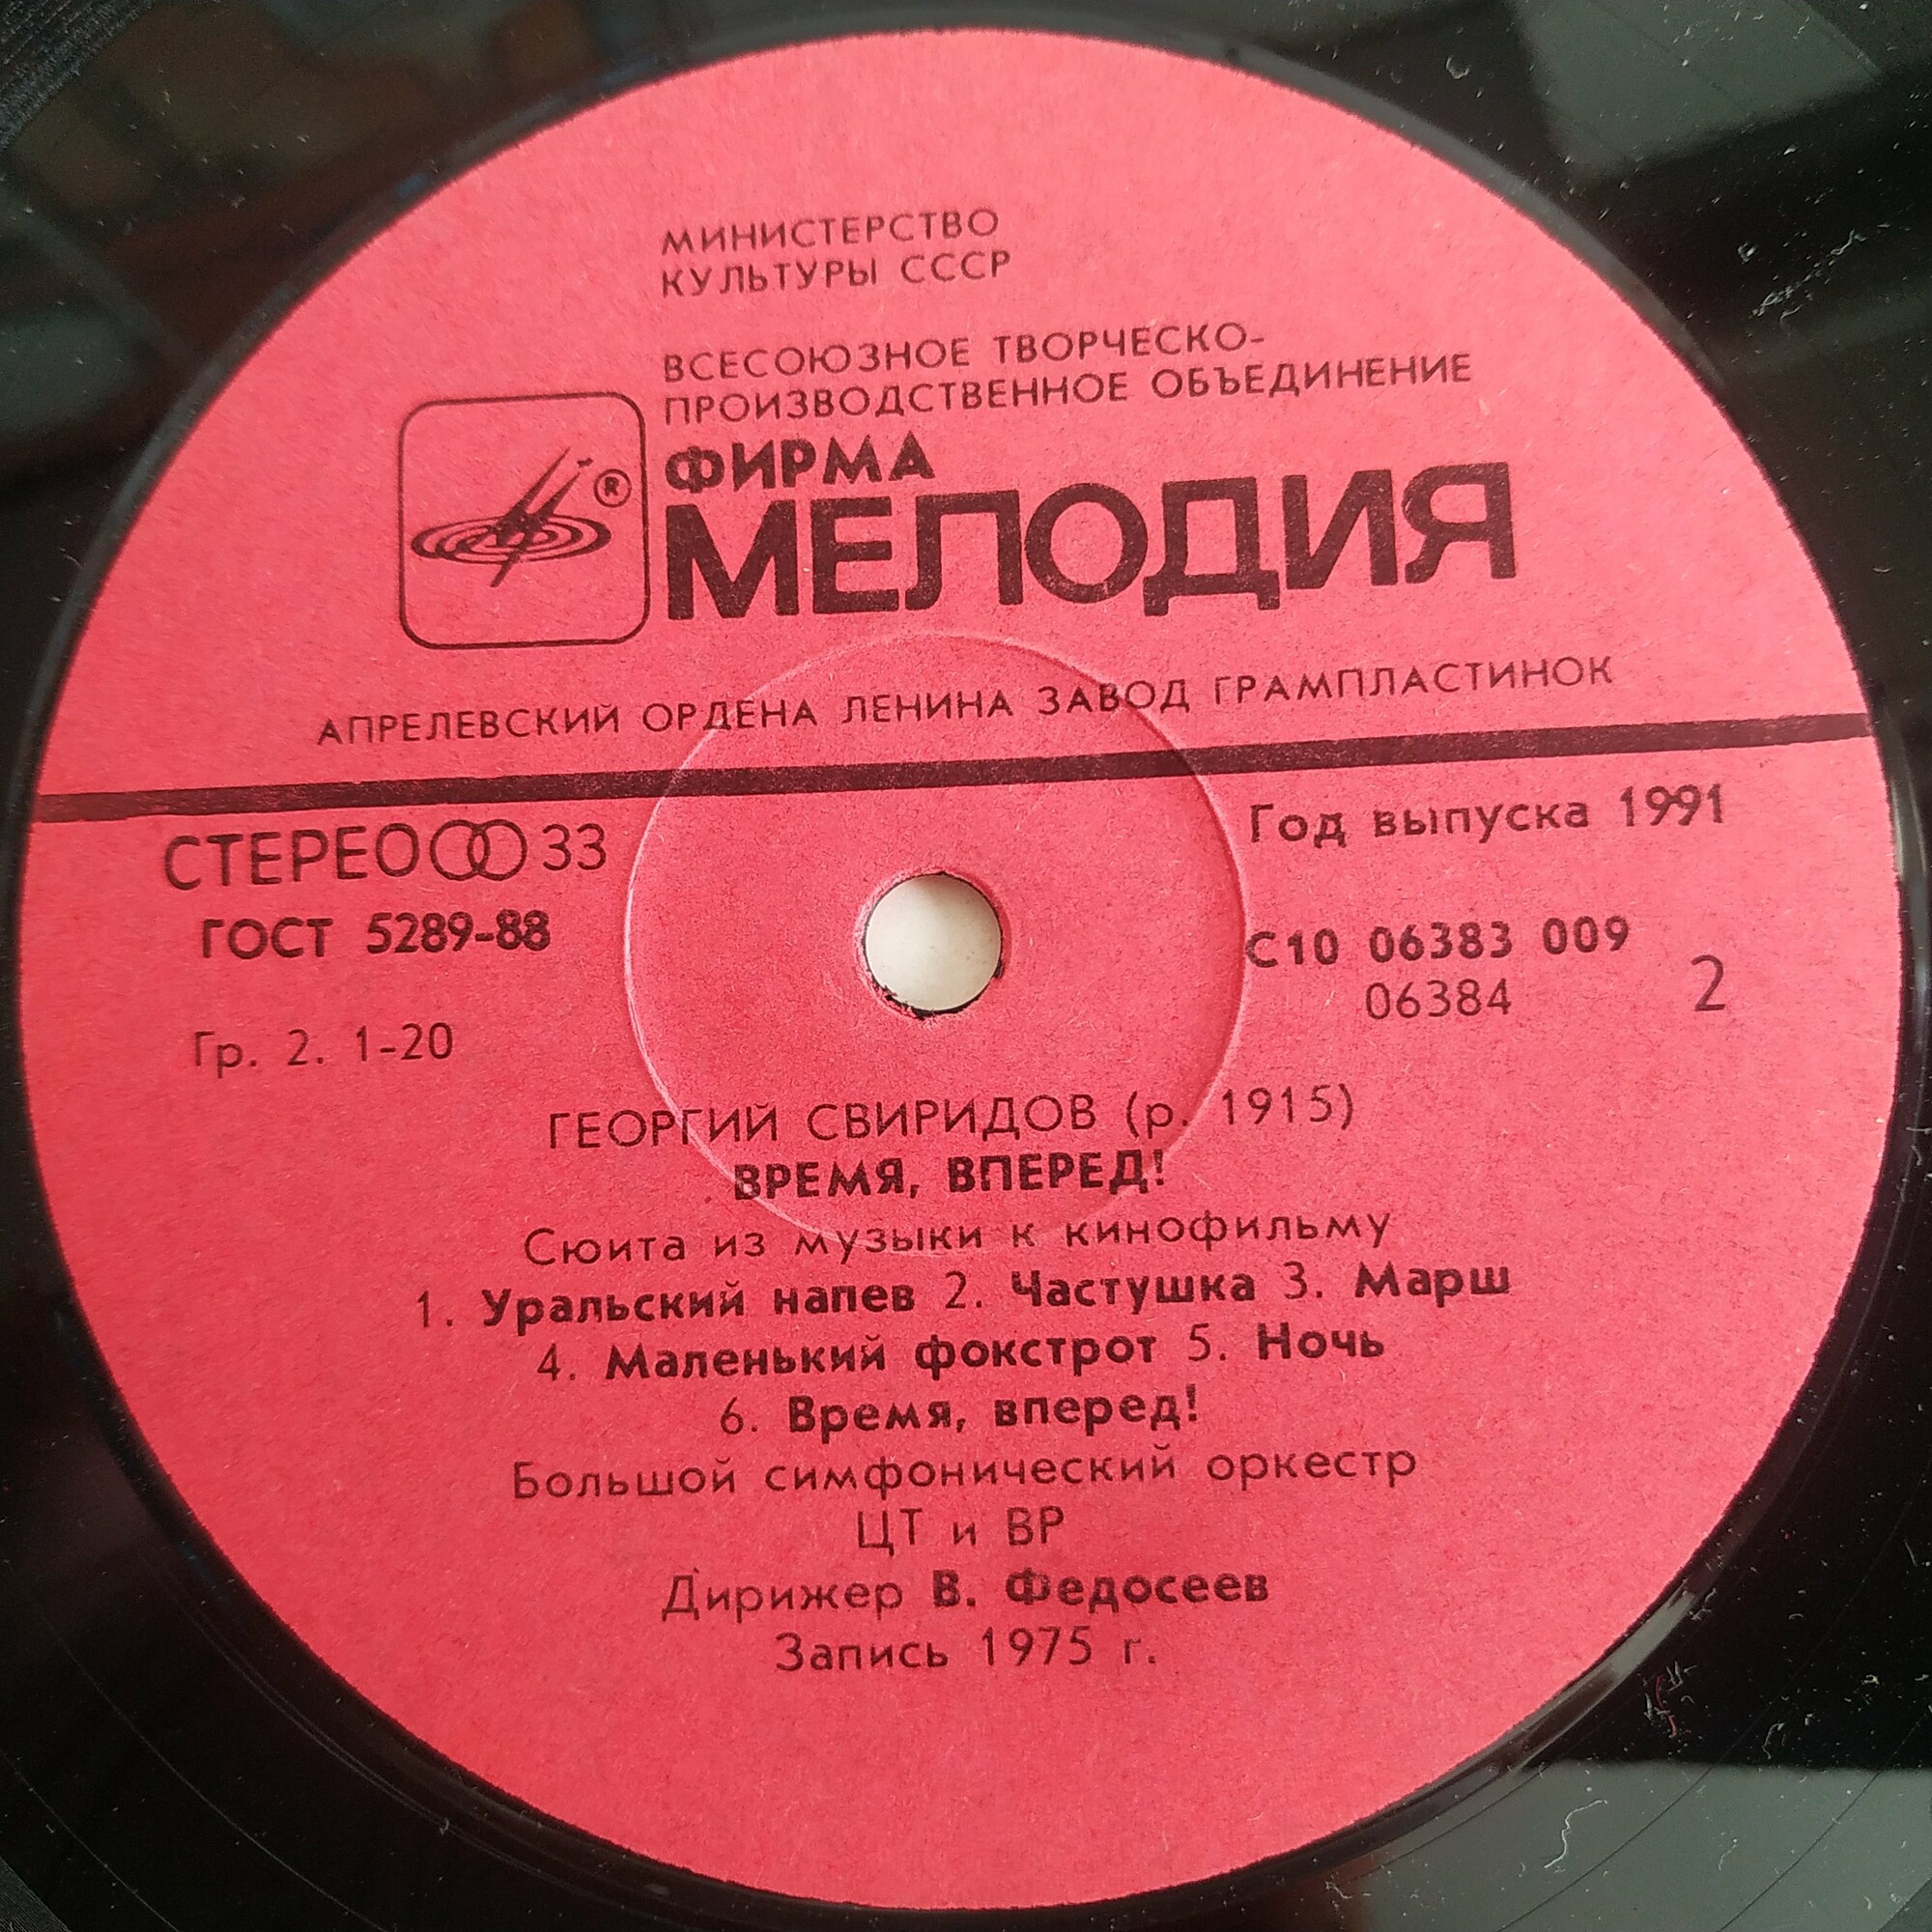 МИНИСТЕРСТВО
КУЛЬТУРЫ СССР
ВСЕСОЮЗНОЕ ТВОРЧЕСКО-
ПРОИЗВОДСТВЕННОЕ ОБЪЕДИНЕНИЕ
ФИРМА
МЕЛОДИЯ
®
АПРЕЛЕВСКИЙ ОРДЕНА ЛЕНИНА ЗАВОД ГРАМПЛАСТИНОК
СТЕРЕО 33
Год выпуска 1991
ГОСТ 5289-88
С10 06383 009
06384
2
Гр. 2. 1-20
ГЕОРГИЙ СВИРИДОВ (р. 1915)
ВРЕМЯ, ВПЕРЕД!
Сюита из музыки к кинофильму
1. Уральский напев 2. Частушка 3. Марш
4. Маленький фокстрот 5. Ночь
6. Время, вперед!
Большой симфонический оркестр
ЦТ и ВР
Дирижер В. Федосеев
Запись 1975 г.